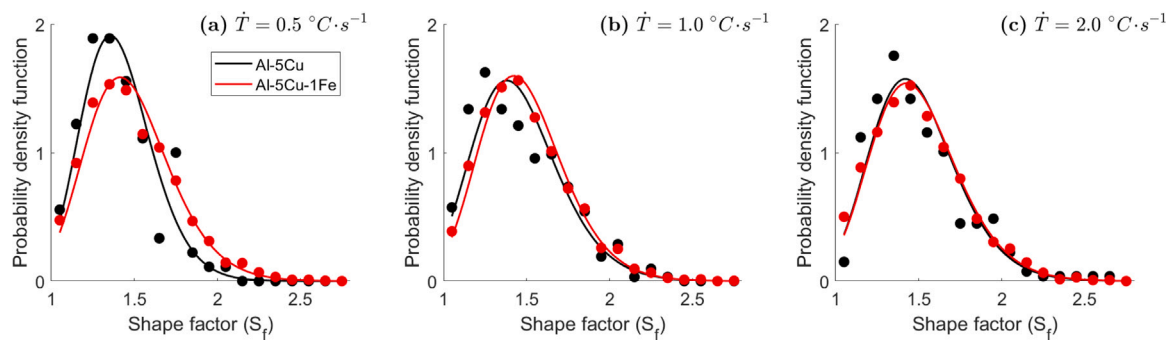 (a) Ṫ = 0.5 °C·s⁻¹
Al-5Cu
Al-5Cu-1Fe
Probability density function
2
1
0
1
1.5
2
2.5
Shape factor (S_f)
(b) Ṫ = 1.0 °C·s⁻¹
Probability density function
2
1
0
1
1.5
2
2.5
Shape factor (S_f)
(c) Ṫ = 2.0 °C·s⁻¹
Probability density function
2
1
0
1
1.5
2
2.5
Shape factor (S_f)